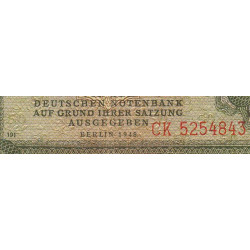 DEUTSCHEN NOTENBANK
AUF GRUND IHRER SATZUNG
AUSGEGEBEN
BERLIN 1948
CK 5254843